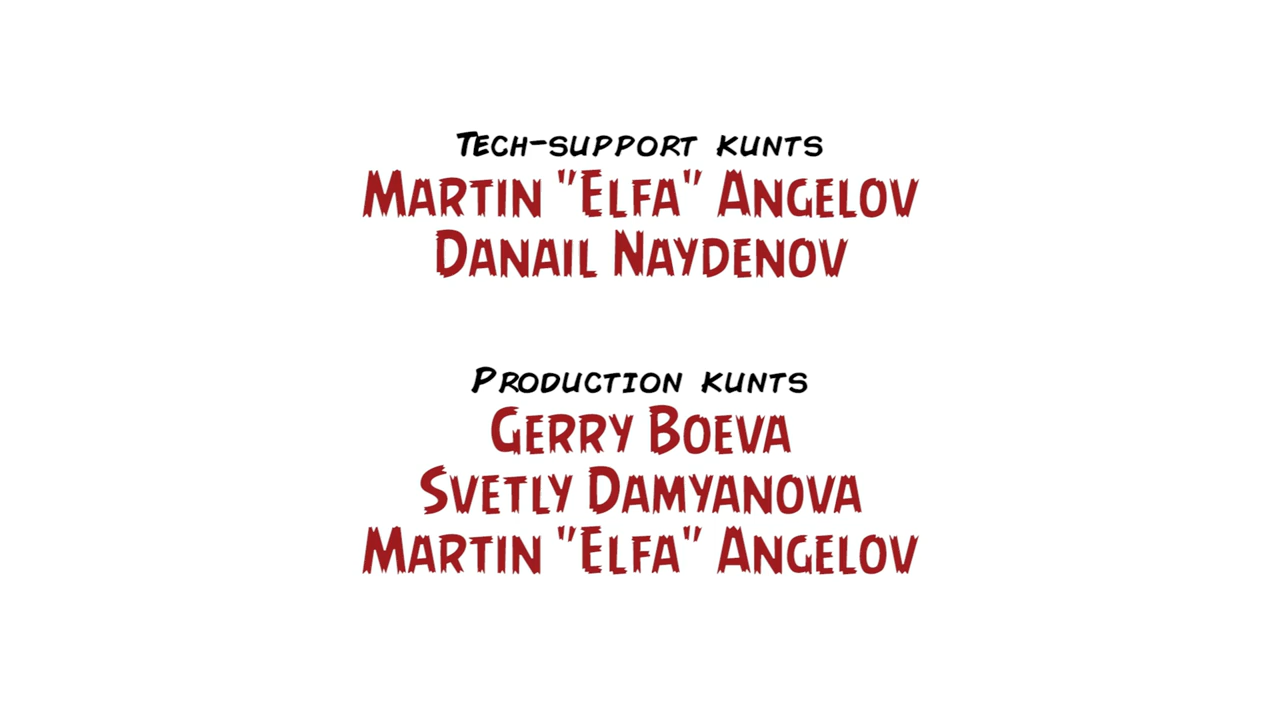 Tech-support kunts
Martin "Elfa" Angelov
Danail Naydenov
Production kunts
Gerry Boeva
Svetly Damyanova
Martin "Elfa" Angelov